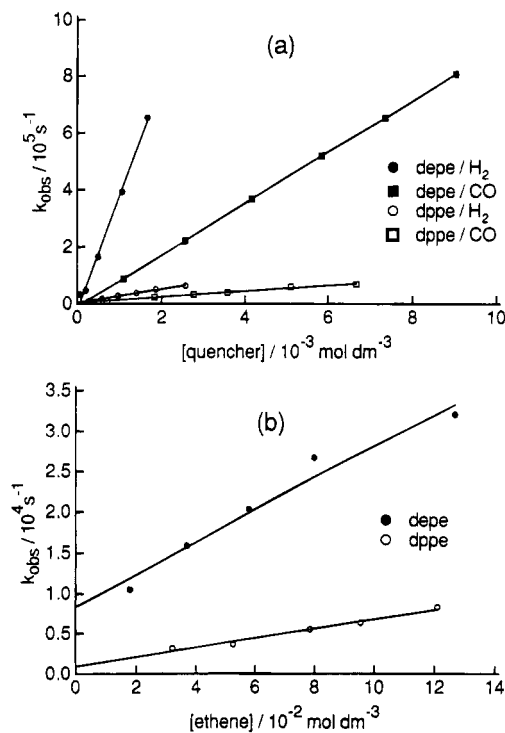 (a)
10
8
6
4
2
0
k_obs / 10^5 s^-1
depe / H_2
depe / CO
dppe / H_2
dppe / CO
0 2 4 6 8 10
[quencher] / 10^-3 mol dm^-3
(b)
3.5
3.0
2.5
2.0
1.5
1.0
0.5
0.0
k_obs / 10^4 s^-1
depe
dppe
0 2 4 6 8 10 12 14
[ethene] / 10^-2 mol dm^-3